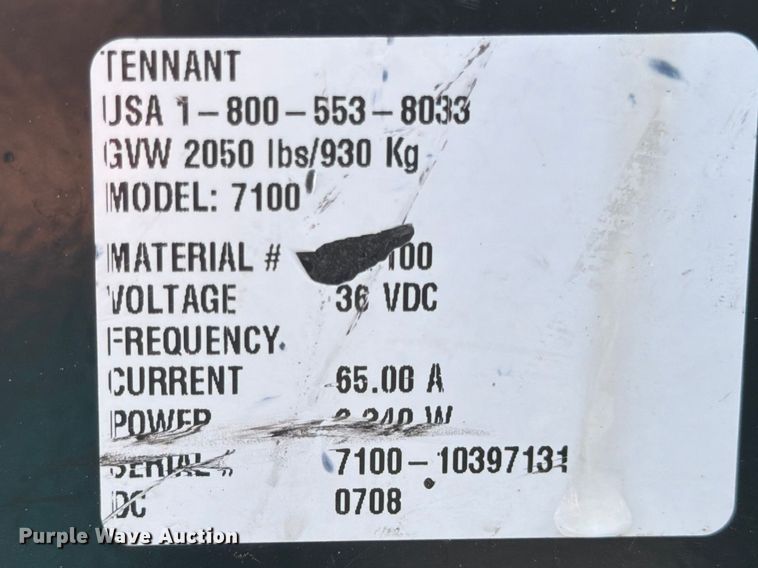 TENNANT
USA 1-800-553-8033
GVW 2050 lbs/930 Kg
MODEL: 7100
MATERIAL # 100
VOLTAGE 36 VDC
FREQUENCY
CURRENT 65.00 A
POWER W
SERIAL # 7100-10397131
DC 0708
Purple Wave Auction